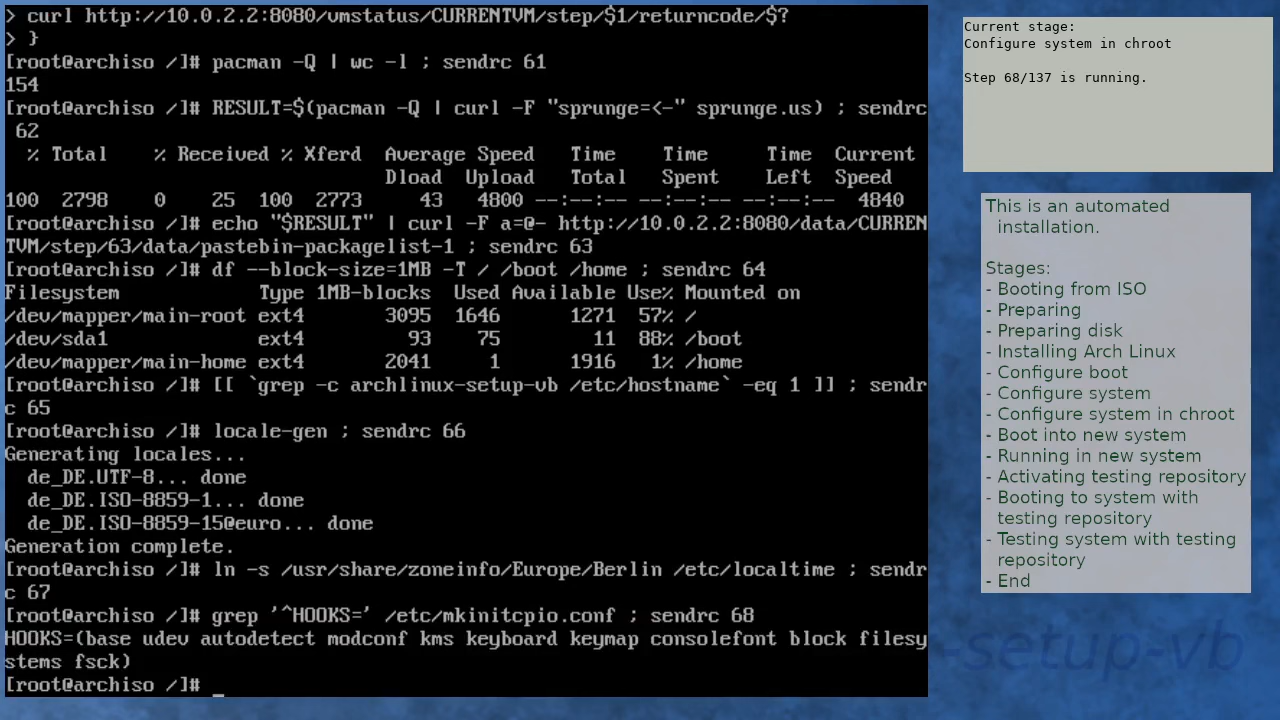 > curl http://10.0.2.2:8080/vmstatus/CURRENTVM/step/$1/returncode/$?
> }
[root@archiso /]# pacman -Q | wc -l ; sendrc 61
154
[root@archiso /]# RESULT=$(pacman -Q | curl -F "sprunge=<-" sprunge.us) ; sendrc
 62
  % Total    % Received % Xferd  Average Speed   Time    Time     Time  Current
                                 Dload  Upload   Total   Spent    Left  Speed
100  2798    0    25  100  2773     43   4800 --:--:-- --:--:-- --:--:--  4840
[root@archiso /]# echo "$RESULT" | curl -F a=@- http://10.0.2.2:8080/data/CURREN
TVM/step/63/data/pastebin-packagelist-1 ; sendrc 63
[root@archiso /]# df --block-size=1MB -T / /boot /home ; sendrc 64
Filesystem            Type 1MB-blocks  Used Available Use% Mounted on
/dev/mapper/main-root ext4       3095  1646      1271  57% /
/dev/sda1             ext4         93    75        11  88% /boot
/dev/mapper/main-home ext4       2041     1      1916   1% /home
[root@archiso /]# [[ `grep -c archlinux-setup-vb /etc/hostname` -eq 1 ]] ; sendr
c 65
[root@archiso /]# locale-gen ; sendrc 66
Generating locales...
  de_DE.UTF-8... done
  de_DE.ISO-8859-1... done
  de_DE.ISO-8859-15@euro... done
Generation complete.
[root@archiso /]# ln -s /usr/share/zoneinfo/Europe/Berlin /etc/localtime ; sendr
c 67
[root@archiso /]# grep '^HOOKS=' /etc/mkinitcpio.conf ; sendrc 68
HOOKS=(base udev autodetect modconf kms keyboard keymap consolefont block filesy
stems fsck)
[root@archiso /]# _
Current stage:
Configure system in chroot
Step 68/137 is running.
This is an automated
installation.
Stages:
- Booting from ISO
- Preparing
- Preparing disk
- Installing Arch Linux
- Configure boot
- Configure system
- Configure system in chroot
- Boot into new system
- Running in new system
- Activating testing repository
- Booting to system with
testing repository
- Testing system with testing
repository
- End
-setup-vb